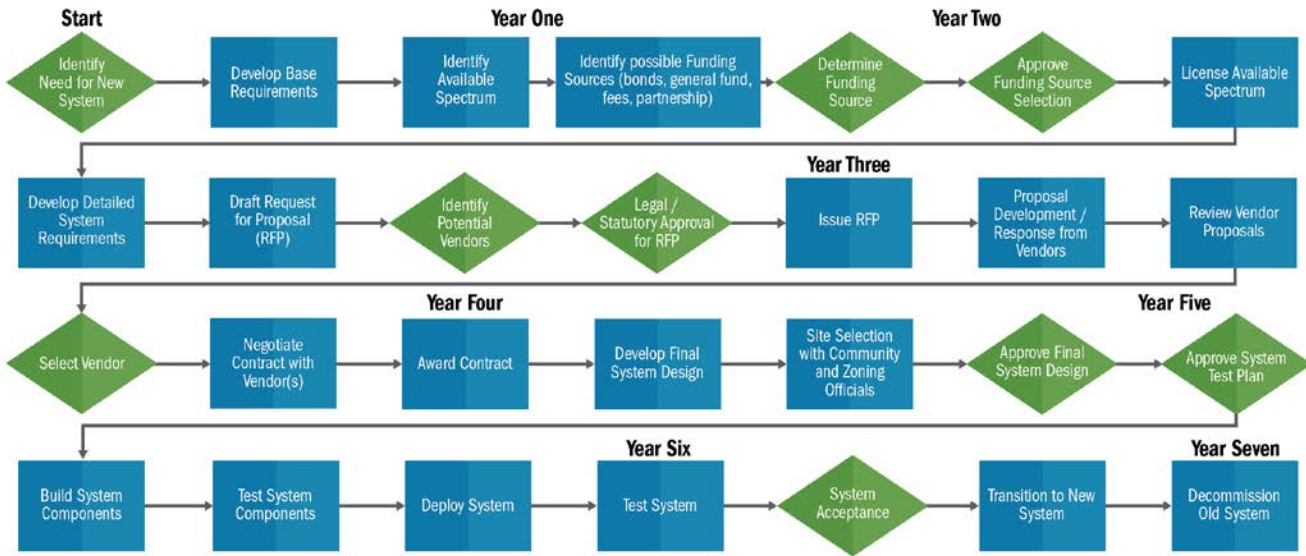 Start
Year One
Year Two
Identify
Need for New
System
Develop Base
Requirements
Identify
Available
Spectrum
Identify possible Funding
Sources (bonds, general fund,
fees, partnership)
Determine
Funding
Source
Approve
Funding Source
Selection
License Available
Spectrum
Year Three
Develop Detailed
System
Requirements
Draft Request
for Proposal
(RFP)
Identify
Potential
Vendors
Legal /
Statutory Approval
for RFP
Issue RFP
Proposal
Development /
Response from
Vendors
Review Vendor
Proposals
Year Four
Year Five
Select Vendor
Negotiate
Contract with
Vendor(s)
Award Contract
Develop Final
System Design
Site Selection
with Community
and Zoning
Officials
Approve Final
System Design
Approve System
Test Plan
Year Six
Year Seven
Build System
Components
Test System
Components
Deploy System
Test System
System
Acceptance
Transition to New
System
Decommission
Old System